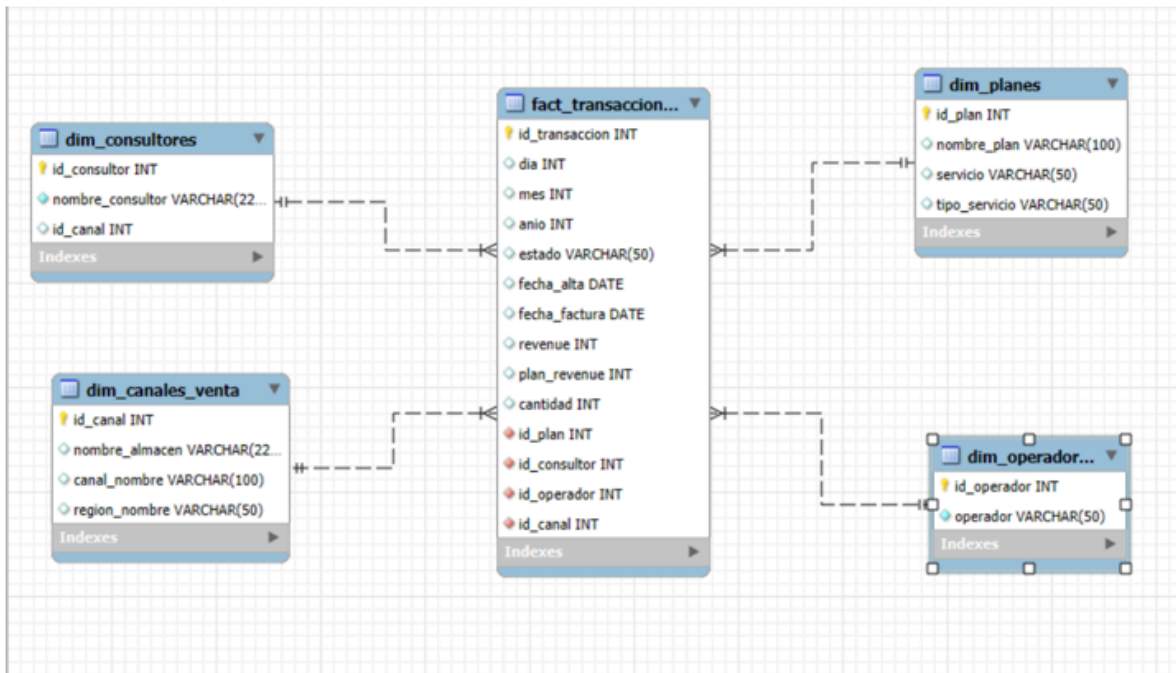 dim_consultores
id_consultor INT
nombre_consultor VARCHAR(22...
id_canal INT
Indexes
dim_canales_venta
id_canal INT
nombre_almacen VARCHAR(22...
canal_nombre VARCHAR(100)
region_nombre VARCHAR(50)
Indexes
fact_transaccion...
id_transaccion INT
dia INT
mes INT
anio INT
estado VARCHAR(50)
fecha_alta DATE
fecha_factura DATE
revenue INT
plan_revenue INT
cantidad INT
id_plan INT
id_consultor INT
id_operador INT
id_canal INT
Indexes
dim_planes
id_plan INT
nombre_plan VARCHAR(100)
servicio VARCHAR(50)
tipo_servicio VARCHAR(50)
Indexes
dim_operador...
id_operador INT
operador VARCHAR(50)
Indexes